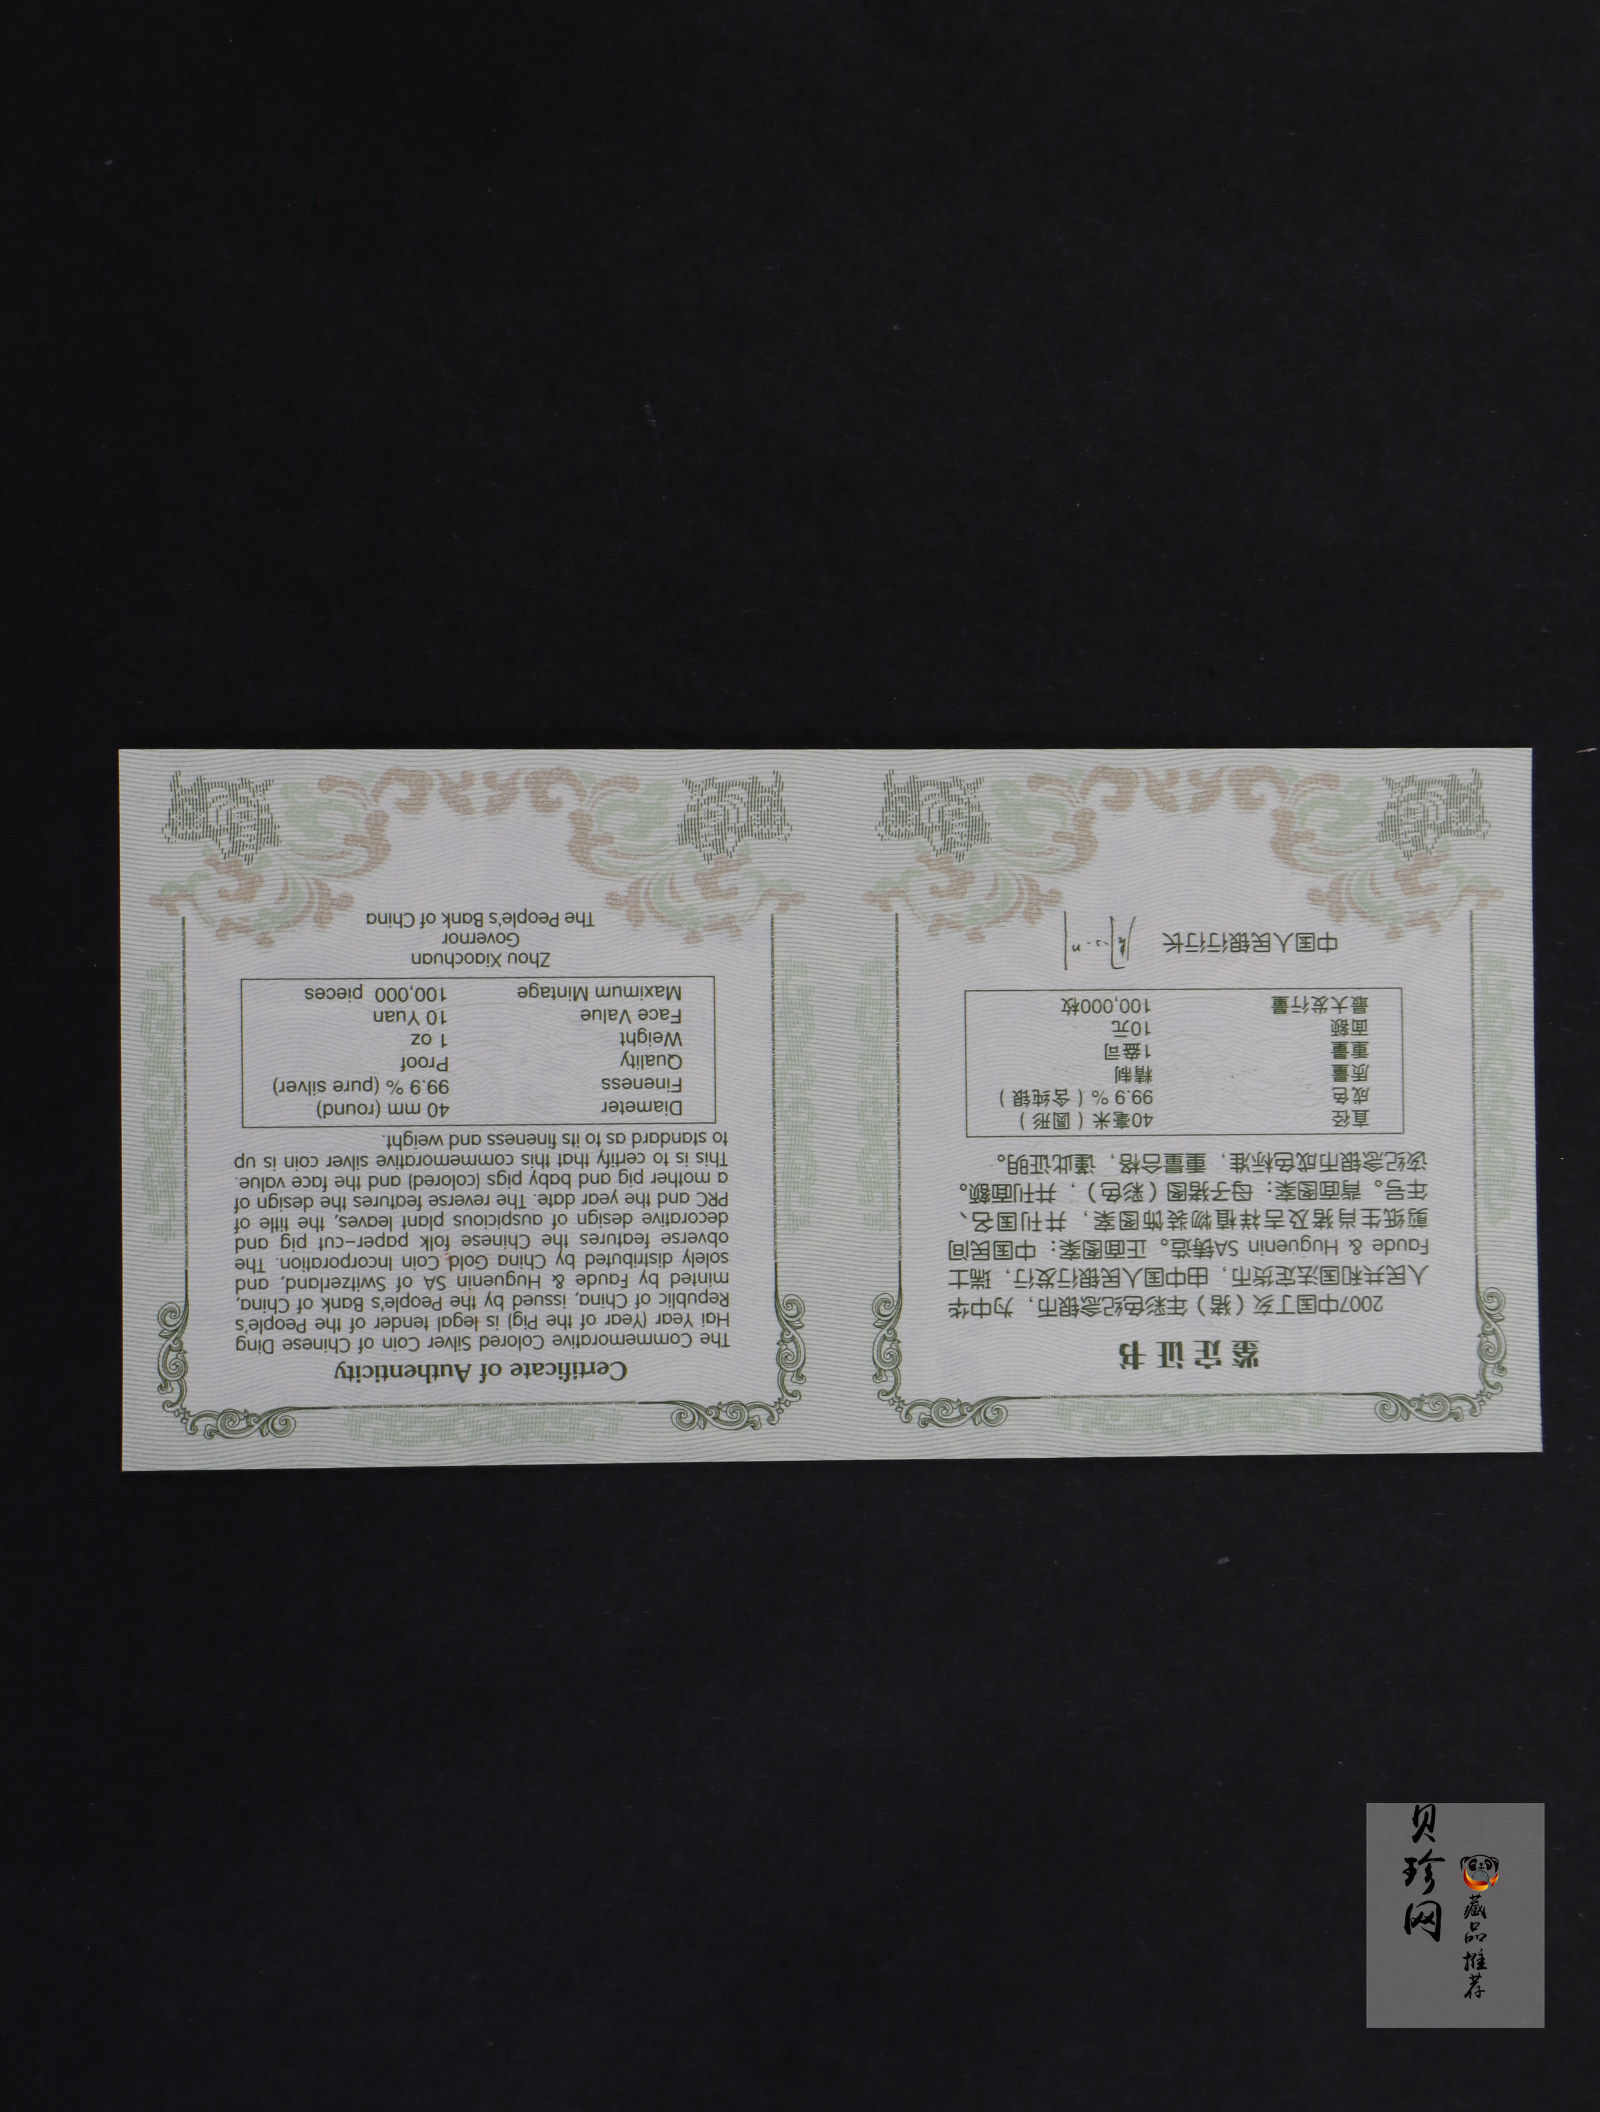 鉴定证书
2007中国丁亥（猪）年彩色纪念银币，为中华
人民共和国法定货币，由中国人民银行发行，瑞士
Faude & Huguenin SA铸造。正面图案：中国民间
剪纸生肖猪及吉祥植物装饰图案，并刊国名、
年号。背面图案：母子猪图（彩色），并刊面额。
该纪念银币成色标准，重量合格，谨此证明。
直径 40毫米（圆形）
成色 99.9 %（含纯银）
质量 精制
重量 1盎司
面额 10元
最大发行量 100,000枚
中国人民银行行长
Certificate of Authenticity
The Commemorative Colored Silver Coin of Chinese Ding
Hai Year (Year of the Pig) is legal tender of the People's
Republic of China, issued by the People's Bank of China,
minted by Faude & Huguenin SA of Switzerland, and
solely distributed by China Gold Coin Incorporation. The
obverse features the Chinese folk paper-cut pig and
decorative design of auspicious plant leaves, the title of
PRC and the year date. The reverse features the design of
a mother pig and baby pigs (colored) and the face value.
This is to certify that this commemorative silver coin is up
to standard as to its fineness and weight.
Diameter 40 mm (round)
Fineness 99.9 % (pure silver)
Quality Proof
Weight 1 oz
Face Value 10 Yuan
Maximum Mintage 100,000 pieces
Zhou Xiaochuan
Governor
The People's Bank of China
贝珍网
藏品推荐